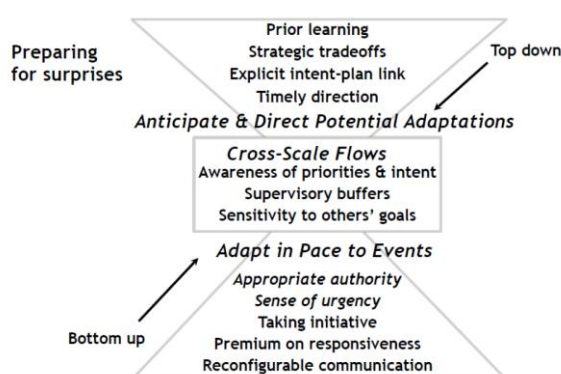 Preparing
for surprises
Prior learning
Strategic tradeoffs
Explicit intent-plan link
Timely direction
Top down
Anticipate & Direct Potential Adaptations
Cross-Scale Flows
Awareness of priorities & intent
Supervisory buffers
Sensitivity to others’ goals
Adapt in Pace to Events
Appropriate authority
Sense of urgency
Taking initiative
Premium on responsiveness
Reconfigurable communication
Bottom up